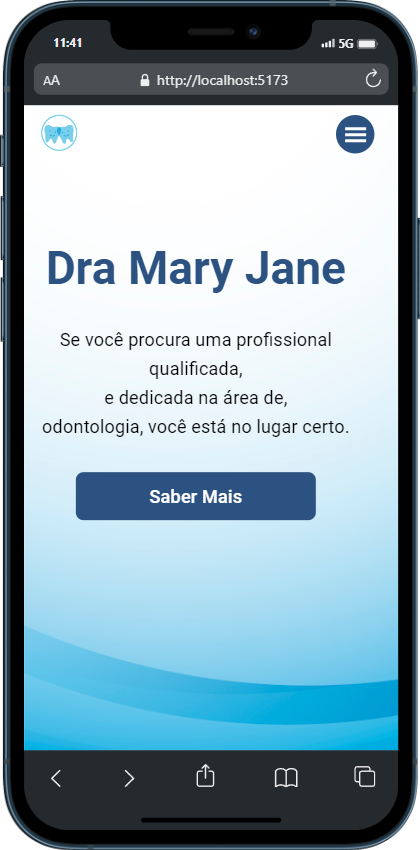 11:41
5G
AA
http://localhost:5173
Dra Mary Jane
Se você procura uma profissional
qualificada,
e dedicada na área de,
odontologia, você está no lugar certo.
Saber Mais